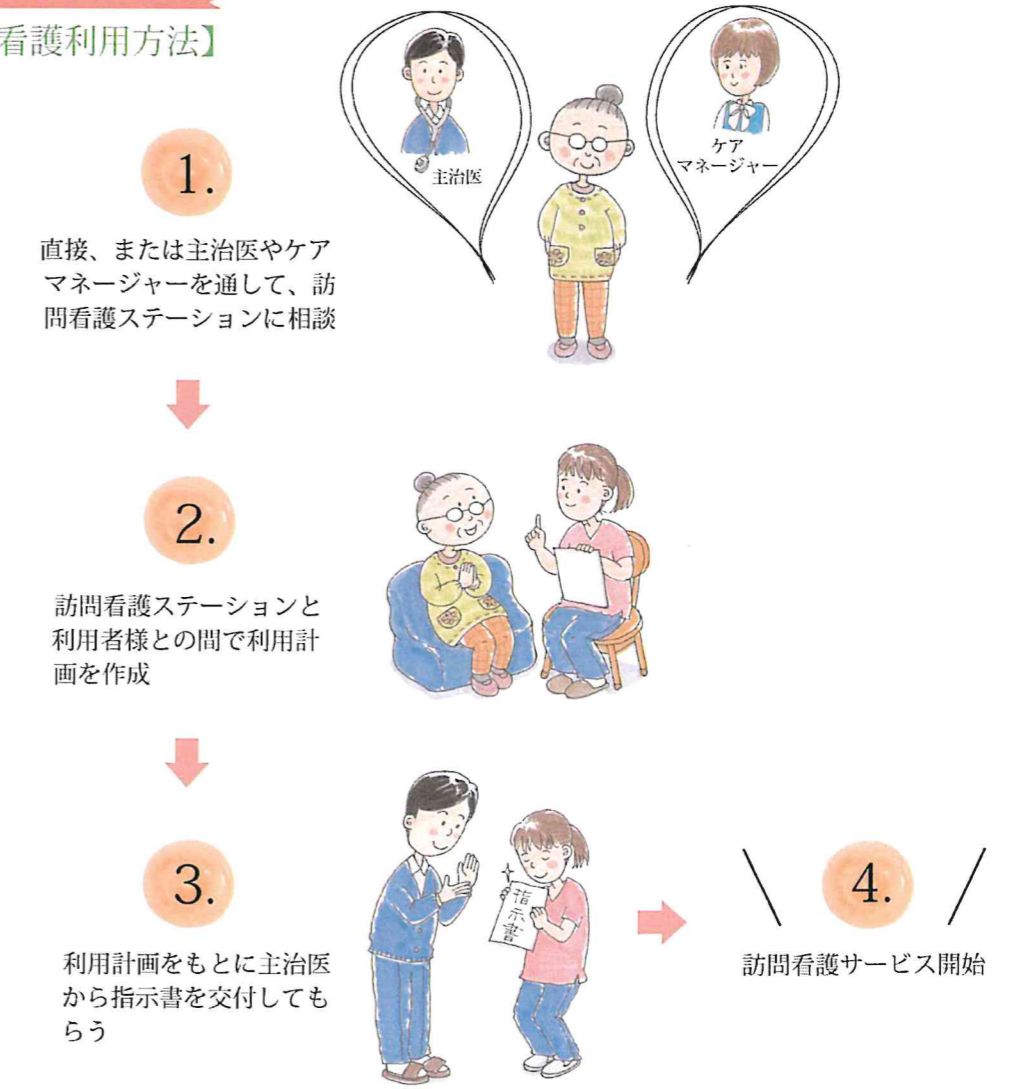 看護利用方法】
主治医
ケア
マネージャー
1.
直接、または主治医やケア
マネージャーを通して、訪
問看護ステーションに相談
2.
訪問看護ステーションと
利用者様との間で利用計
画を作成
3.
利用計画をもとに主治医
から指示書を交付しても
らう
指示書
4.
訪問看護サービス開始